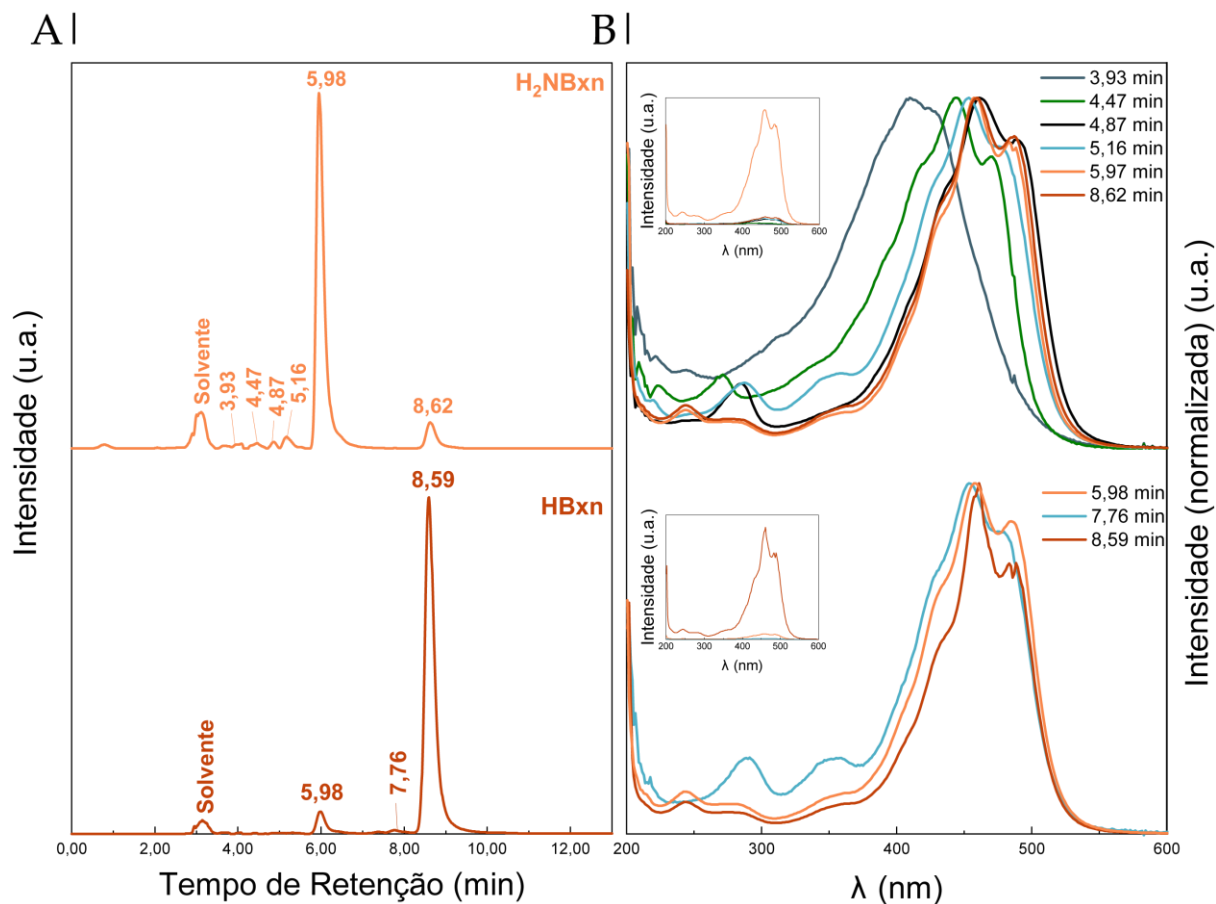 A|
B|
Intensidade (u.a.)
H₂NBxn
Solvente
3,93
4,47
4,87
5,16
5,98
8,62
HBxn
Solvente
5,98
7,76
8,59
0,00 2,00 4,00 6,00 8,00 10,00 12,00
Tempo de Retenção (min)
3,93 min
4,47 min
4,87 min
5,16 min
5,97 min
8,62 min
Intensidade (u.a.)
200 300 400 500 600
λ (nm)
5,98 min
7,76 min
8,59 min
Intensidade (u.a.)
200 300 400 500 600
λ (nm)
200 300 400 500 600
λ (nm)
Intensidade (normalizada) (u.a.)